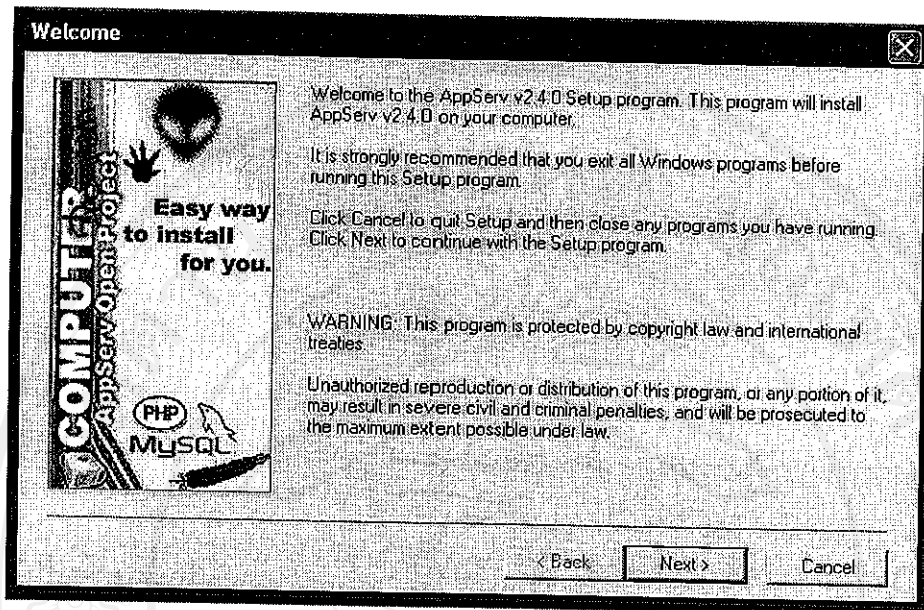 Welcome
COMPUTER
AppServ Open Project
Easy way
to install
for you.
PHP
MySQL
Welcome to the AppServ v2.4.0 Setup program. This program will install
AppServ v2.4.0 on your computer.
It is strongly recommended that you exit all Windows programs before
running this Setup program.
Click Cancel to quit Setup and then close any programs you have running.
Click Next to continue with the Setup program.
WARNING: This program is protected by copyright law and international
treaties.
Unauthorized reproduction or distribution of this program, or any portion of it,
may result in severe civil and criminal penalties, and will be prosecuted to
the maximum extent possible under law.
< Back
Next >
Cancel